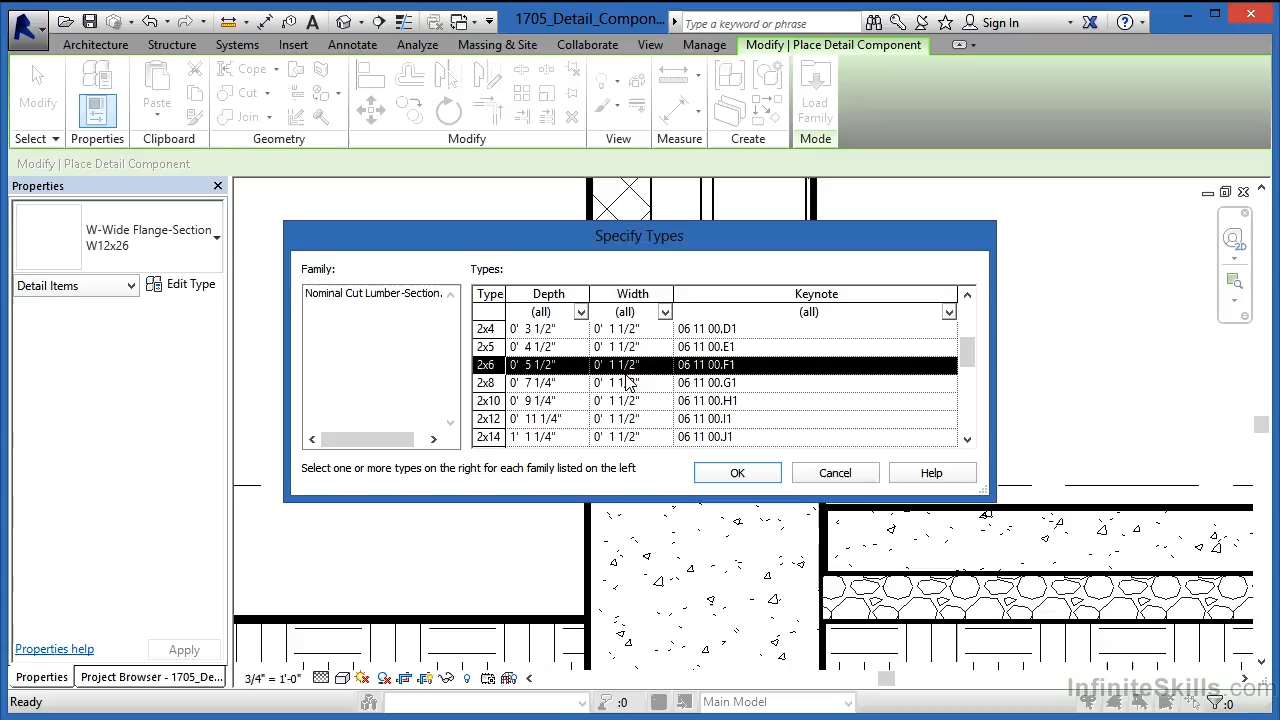 1705_Detail_Compon...
Type a keyword or phrase
Sign In
Architecture Structure Systems Insert Annotate Analyze Massing & Site Collaborate View Manage Modify | Place Detail Component
Modify
Paste
Cope
Cut
Join
Load
Family
Select Properties Clipboard Geometry Modify View Measure Create Mode
Modify | Place Detail Component
Properties
W-Wide Flange-Section
W12x26
Detail Items
Edit Type
Properties help
Apply
Properties
Project Browser - 1705_De...
Specify Types
Family:
Nominal Cut Lumber-Section.
Types:
Type Depth Width Keynote
(all) (all) (all)
2x4 0' 3 1/2" 0' 1 1/2" 06 11 00.D1
2x5 0' 4 1/2" 0' 1 1/2" 06 11 00.E1
2x6 0' 5 1/2" 0' 1 1/2" 06 11 00.F1
2x8 0' 7 1/4" 0' 1 1/2" 06 11 00.G1
2x10 0' 9 1/4" 0' 1 1/2" 06 11 00.H1
2x12 0' 11 1/4" 0' 1 1/2" 06 11 00.I1
2x14 1' 1 1/4" 0' 1 1/2" 06 11 00.J1
Select one or more types on the right for each family listed on the left
OK Cancel Help
2D
3/4" = 1'-0"
Ready
:0
Main Model
:0
InfiniteSkills.com